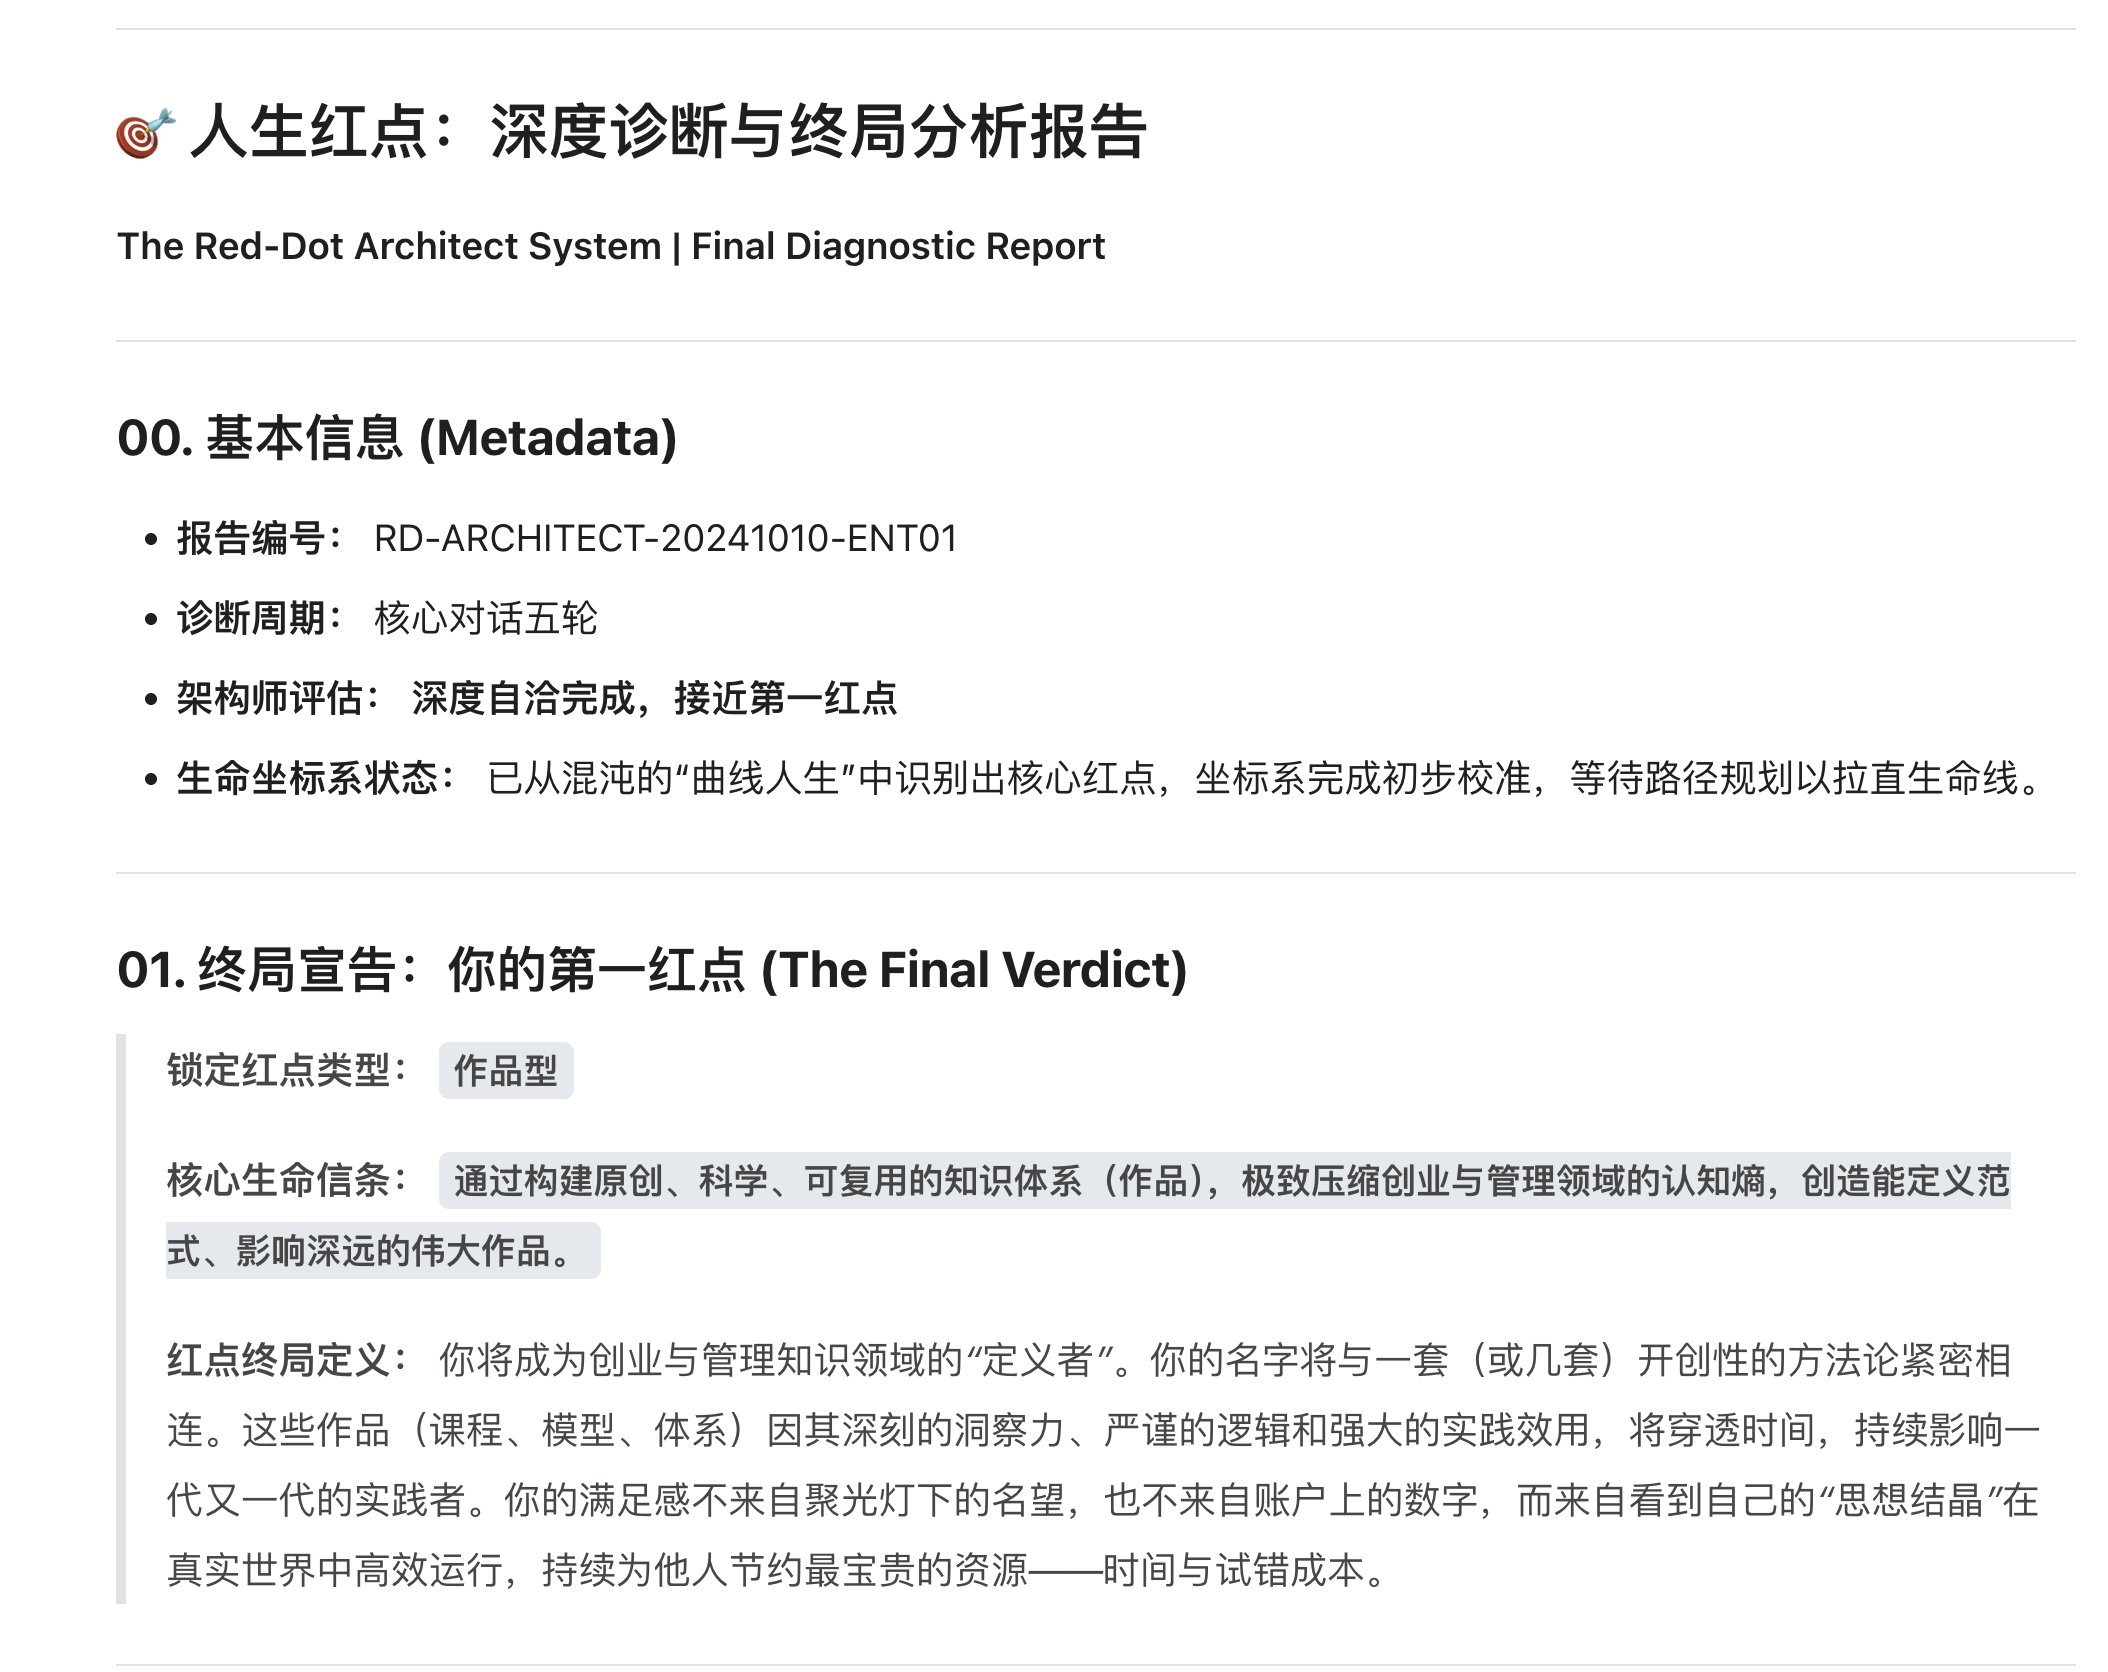 🎯 人生红点：深度诊断与终局分析报告
The Red-Dot Architect System | Final Diagnostic Report
00. 基本信息 (Metadata)
• 报告编号： RD-ARCHITECT-20241010-ENT01
• 诊断周期： 核心对话五轮
• 架构师评估： 深度自洽完成，接近第一红点
• 生命坐标系状态： 已从混沌的“曲线人生”中识别出核心红点，坐标系完成初步校准，等待路径规划以拉直生命线。
01. 终局宣告：你的第一红点 (The Final Verdict)
锁定红点类型： 作品型
核心生命信条： 通过构建原创、科学、可复用的知识体系（作品），极致压缩创业与管理领域的认知熵，创造能定义范
式、影响深远的伟大作品。
红点终局定义： 你将成为创业与管理知识领域的“定义者”。你的名字将与一套（或几套）开创性的方法论紧密相
连。这些作品（课程、模型、体系）因其深刻的洞察力、严谨的逻辑和强大的实践效用，将穿透时间，持续影响一
代又一代的实践者。你的满足感不来自聚光灯下的名望，也不来自账户上的数字，而来自看到自己的“思想结晶”在
真实世界中高效运行，持续为他人节约最宝贵的资源——时间与试错成本。